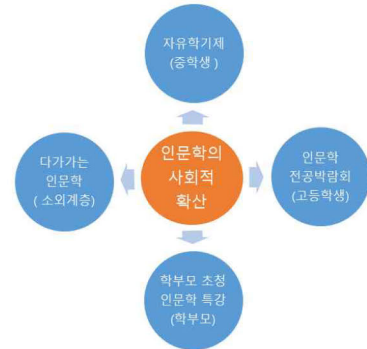 자유학기제
(중학생 )
다가가는
인문학
( 소외계층)
인문학의
사회적
확산
인문학
전공박람회
(고등학생)
학부모 초청
인문학 특강
(학부모)